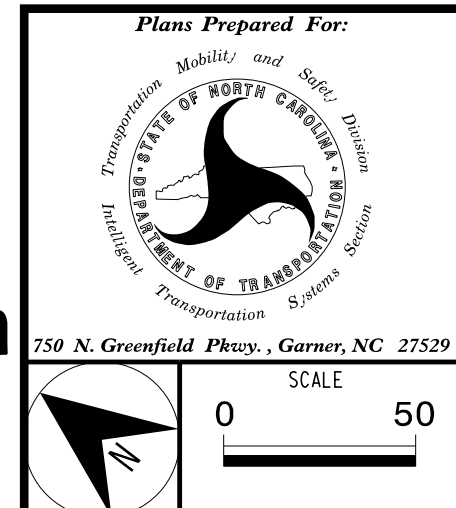 Plans Prepared For:
Transportation Mobility and Safety Division
STATE OF NORTH CAROLINA
DEPARTMENT OF TRANSPORTATION
Intelligent Transportation Systems Section
750 N. Greenfield Pkwy., Garner, NC 27529
SCALE
0 50
N